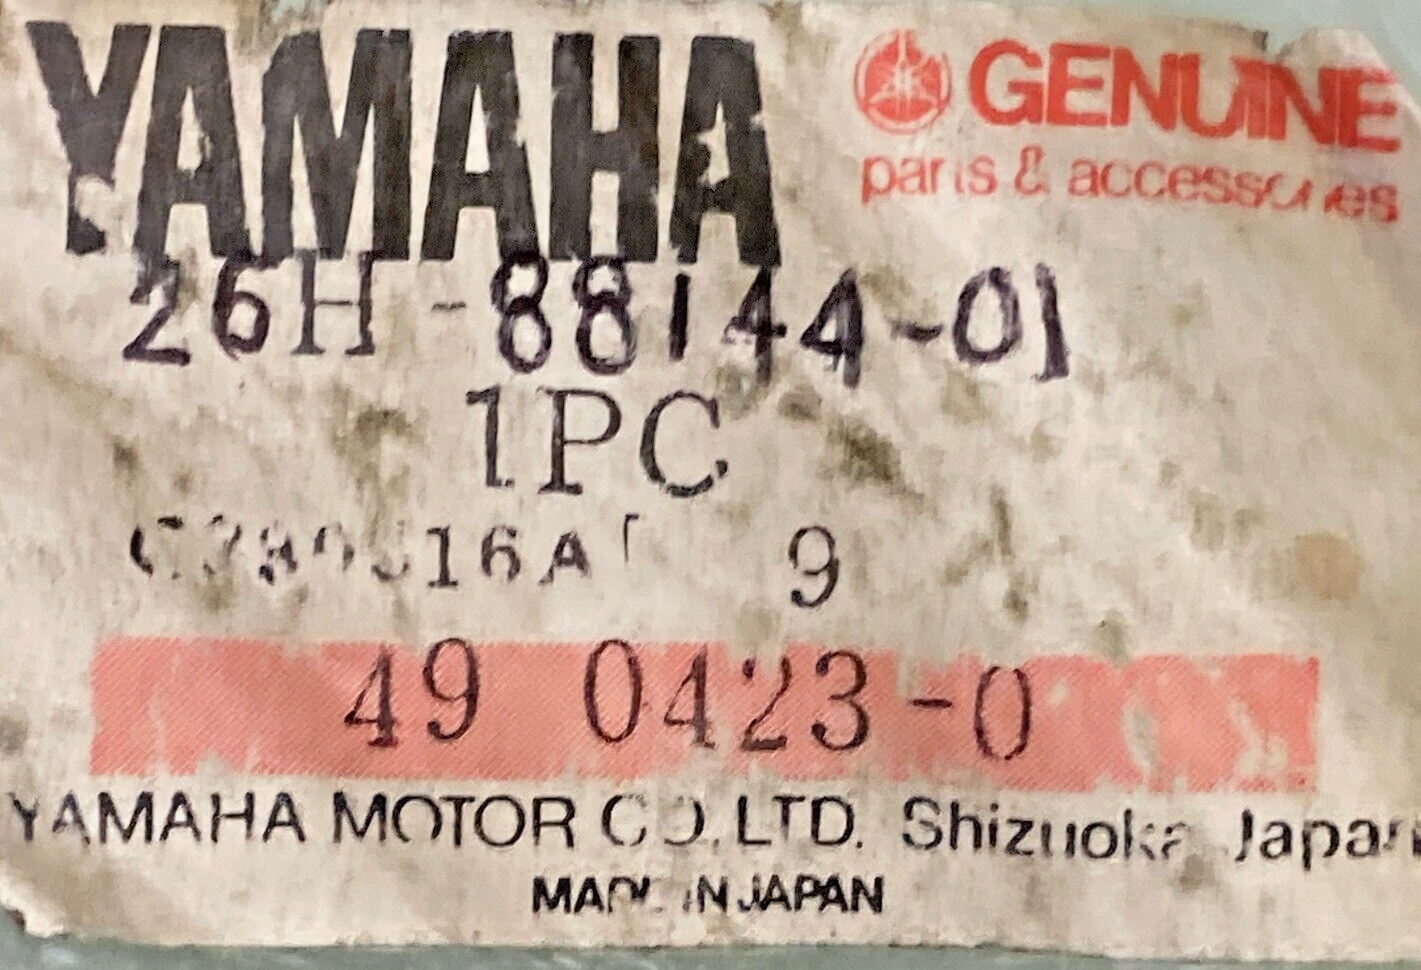 YAMAHA
GENUINE
parts & accessories
26H-88144-01
1PC
9
49 0423-0
YAMAHA MOTOR CO., LTD. Shizuoka Japan
MADE IN JAPAN